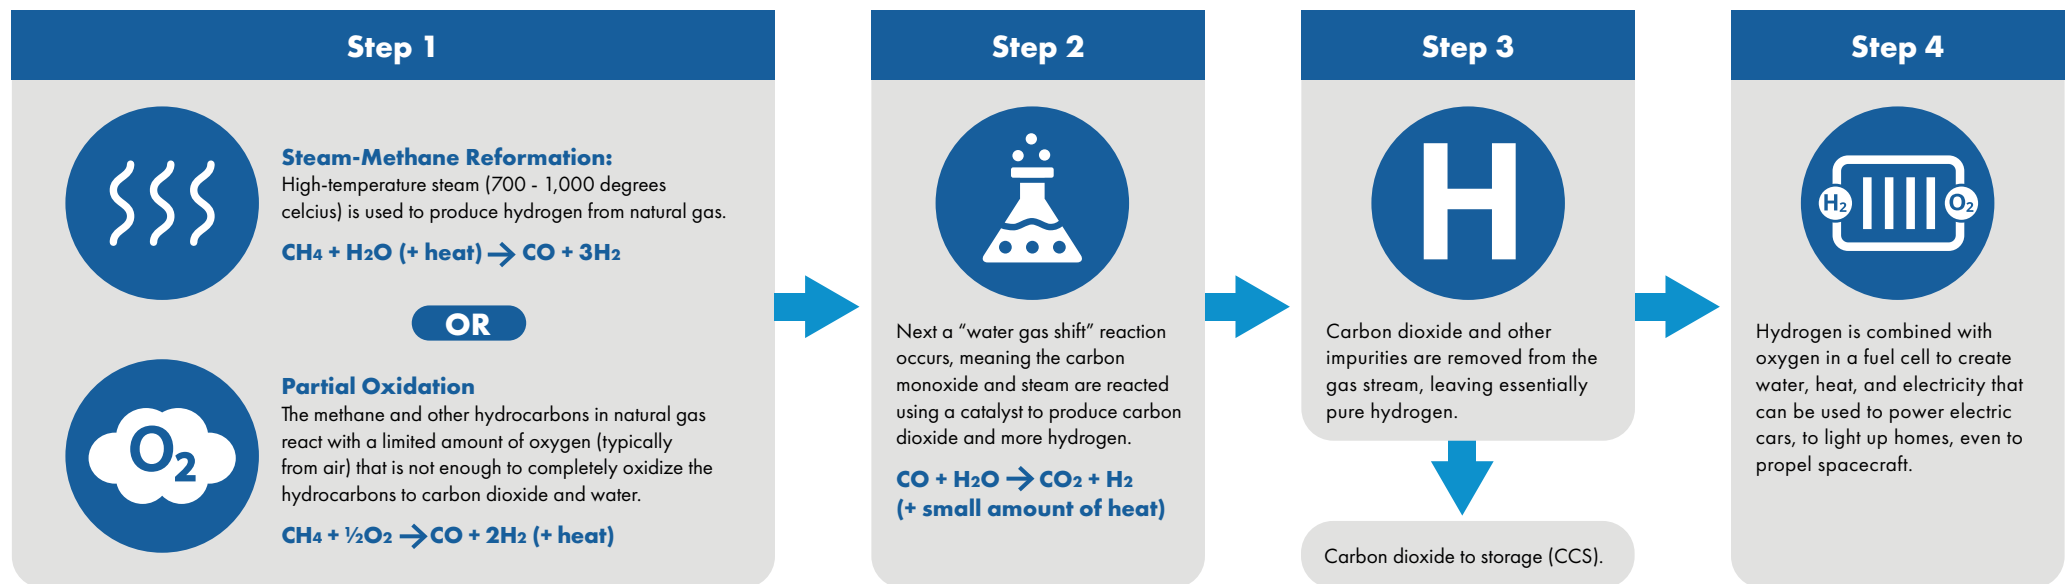 Step 1
Steam-Methane Reformation:
High-temperature steam (700 - 1,000 degrees
celcius) is used to produce hydrogen from natural gas.
CH4 + H2O (+ heat) → CO + 3H2
OR
O2
Partial Oxidation
The methane and other hydrocarbons in natural gas
react with a limited amount of oxygen (typically
from air) that is not enough to completely oxidize the
hydrocarbons to carbon dioxide and water.
CH4 + ½O2 → CO + 2H2 (+ heat)
Step 2
Next a “water gas shift” reaction
occurs, meaning the carbon
monoxide and steam are reacted
using a catalyst to produce carbon
dioxide and more hydrogen.
CO + H2O → CO2 + H2
(+ small amount of heat)
Step 3
H
Carbon dioxide and other
impurities are removed from the
gas stream, leaving essentially
pure hydrogen.
Carbon dioxide to storage (CCS).
Step 4
H2 O2
Hydrogen is combined with
oxygen in a fuel cell to create
water, heat, and electricity that
can be used to power electric
cars, to light up homes, even to
propel spacecraft.